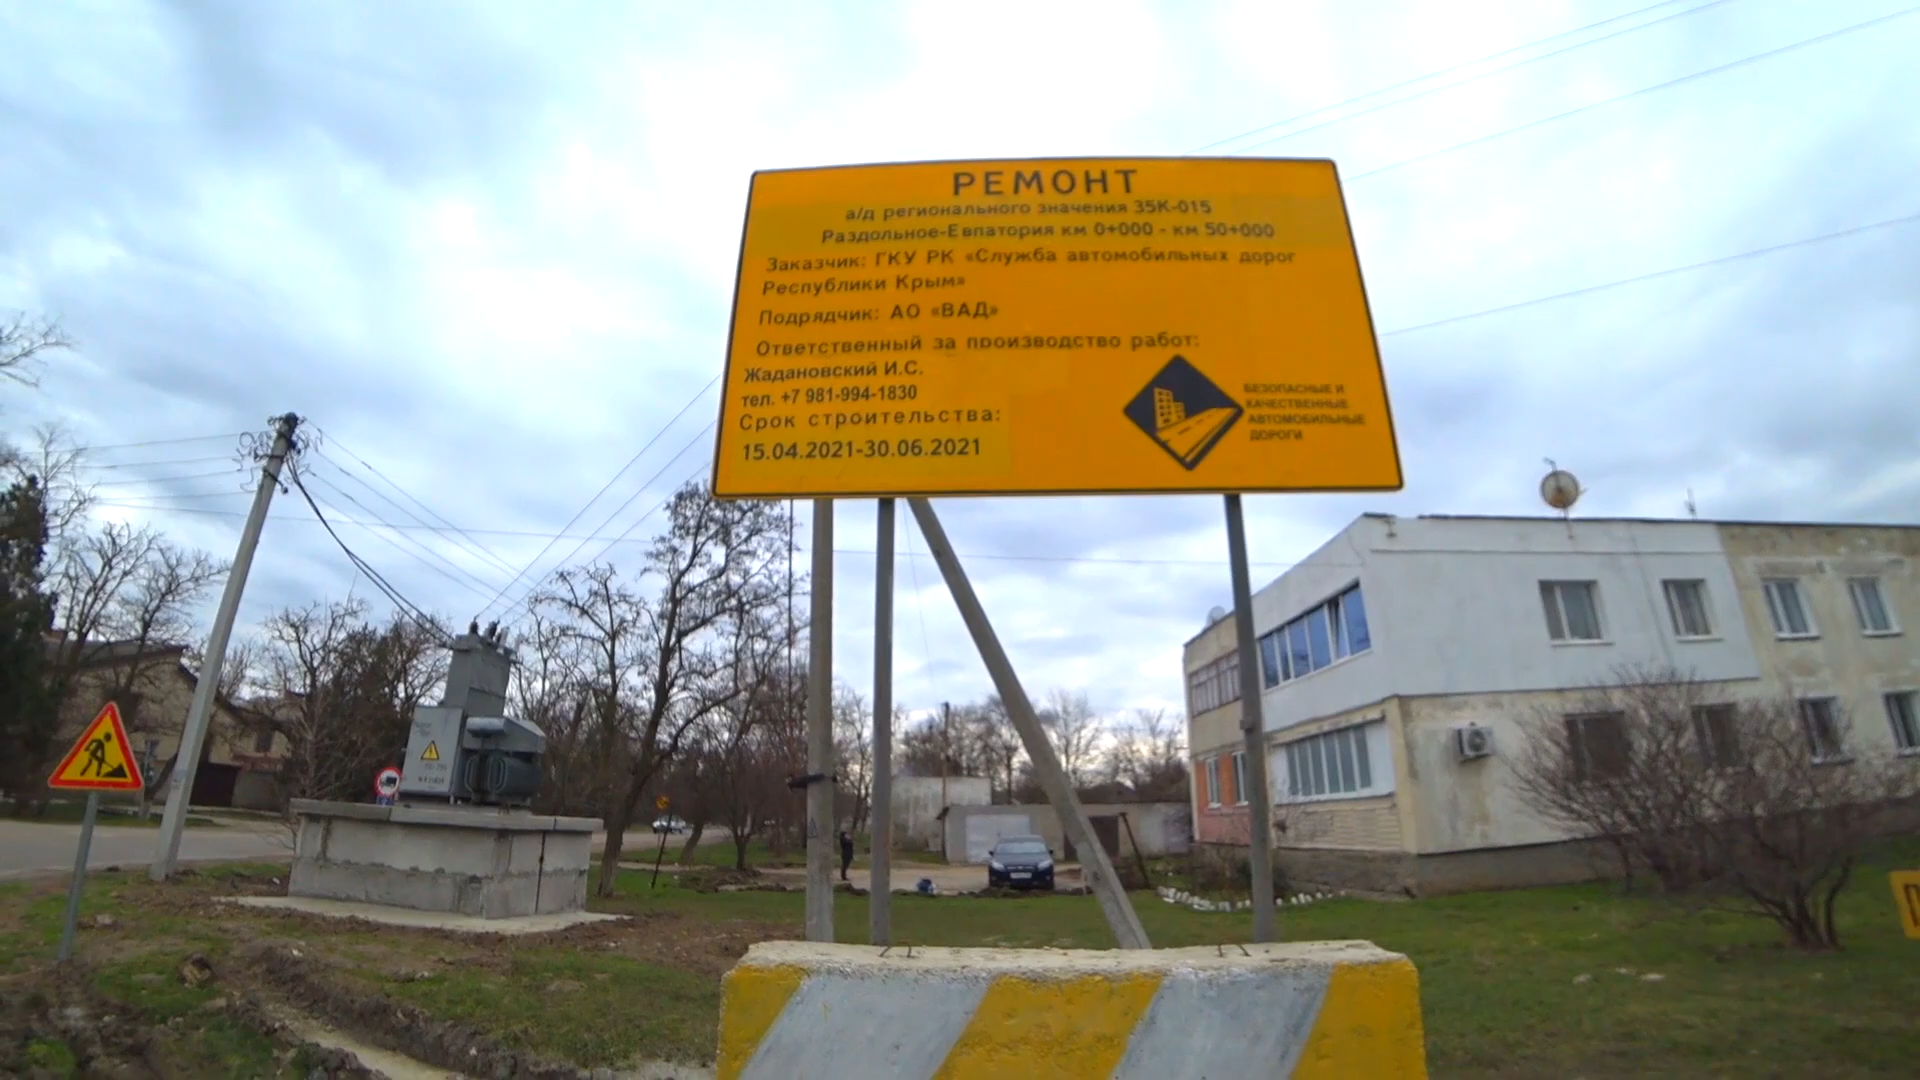 РЕМОНТ
а/д регионального значения 35К-015
Раздольное-Евпатория км 0+000 - км 50+000
Заказчик: ГКУ РК «Служба автомобильных дорог
Республики Крым»
Подрядчик: АО «ВАД»
Ответственный за производство работ:
Жадановский И.С.
тел. +7 981-994-1830
Срок строительства:
15.04.2021-30.06.2021
БЕЗОПАСНЫЕ И
КАЧЕСТВЕННЫЕ
АВТОМОБИЛЬНЫЕ
ДОРОГИ